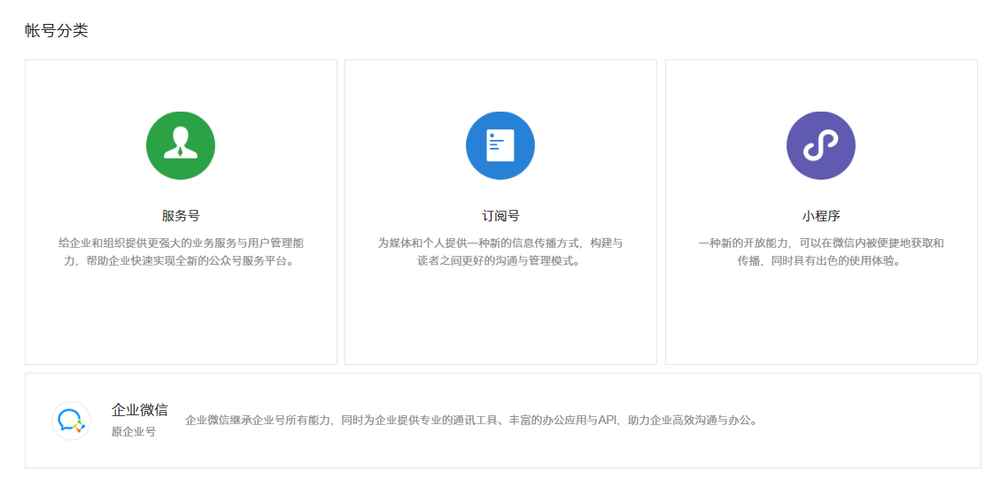 帐号分类
服务号
给企业和组织提供更强大的业务服务与用户管理能
力，帮助企业快速实现全新的公众号服务平台。
订阅号
为媒体和个人提供一种新的信息传播方式，构建与
读者之间更好的沟通与管理模式。
小程序
一种新的开放能力，可以在微信内被便捷地获取和
传播，同时具有出色的使用体验。
企业微信
原企业号
企业微信继承企业号所有能力，同时为企业提供专业的通讯工具、丰富的办公应用与API，助力企业高效沟通与办公。